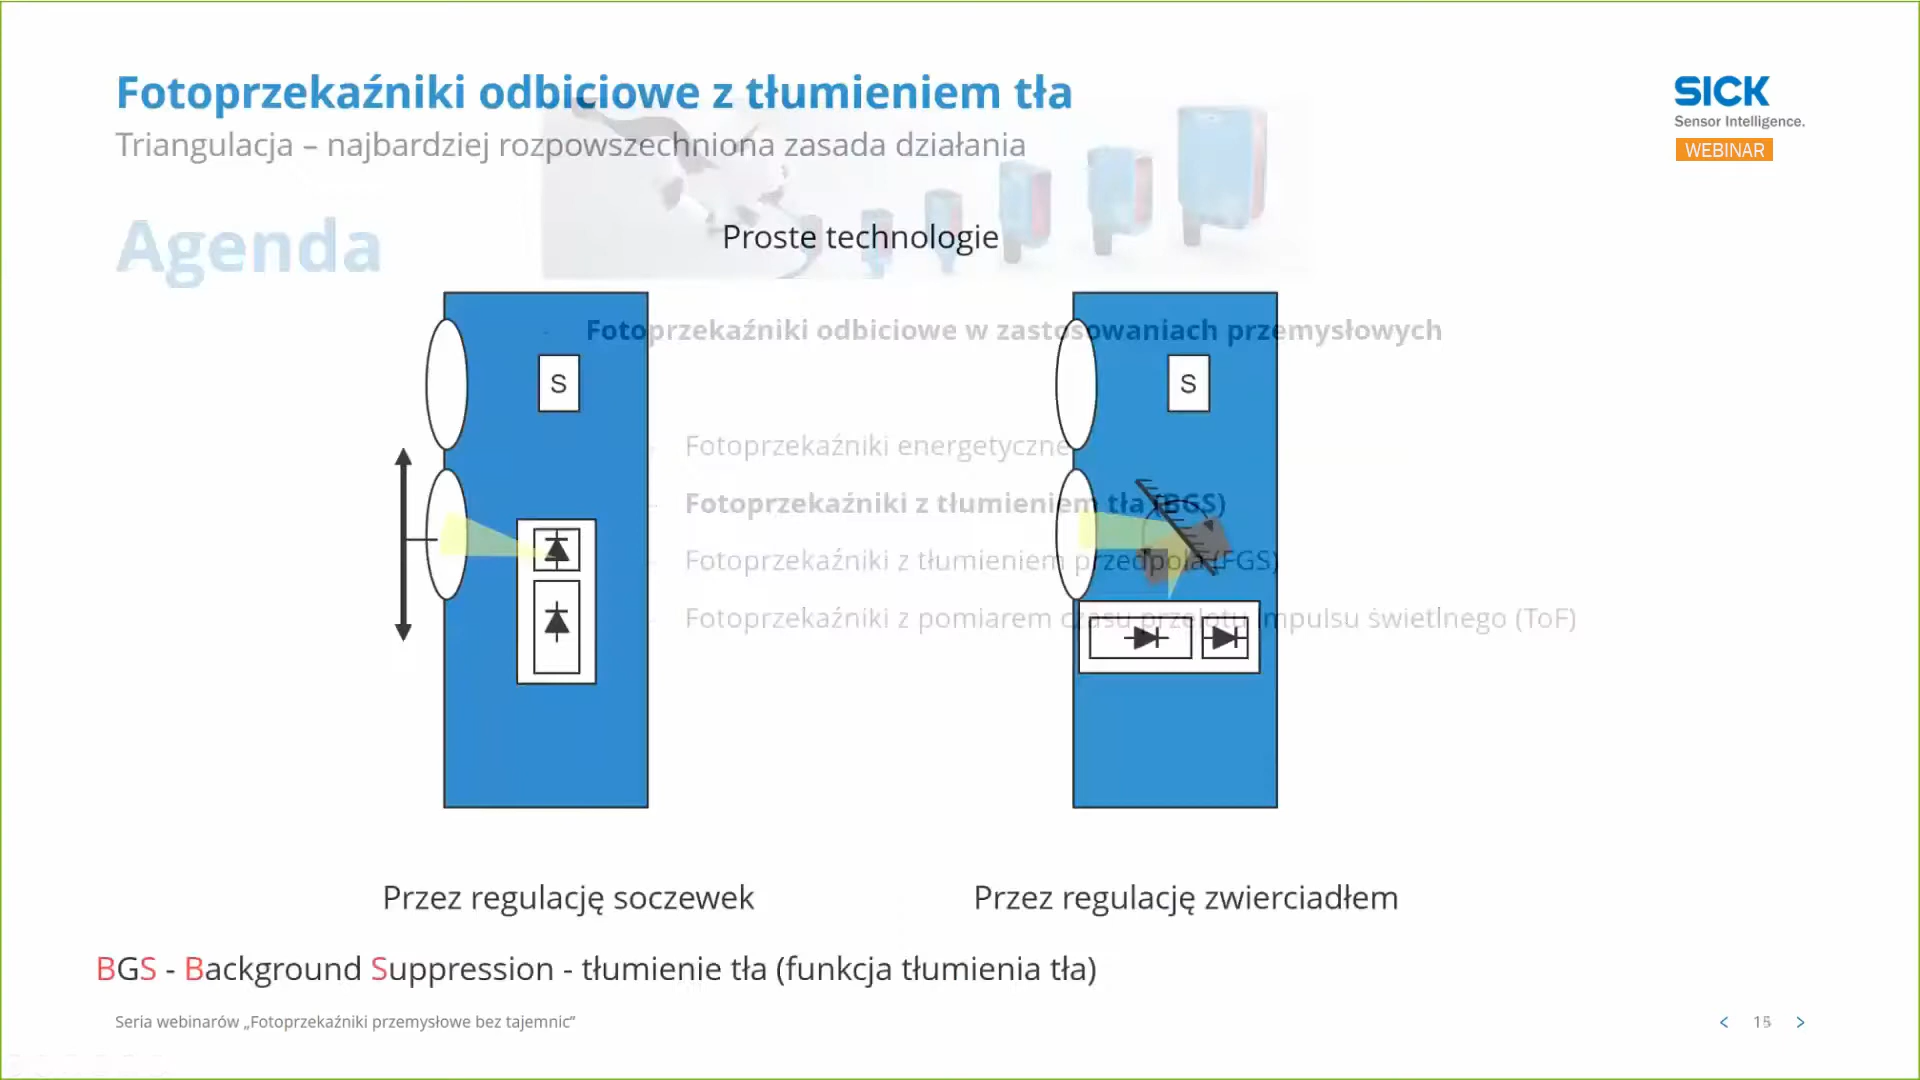 Fotoprzekaźniki odbiciowe z tłumieniem tła
Triangulacja – najbardziej rozpowszechniona zasada działania
SICK
Sensor Intelligence.
WEBINAR
Agenda
Proste technologie
- Fotoprzekaźniki odbiciowe w zastosowaniach przemysłowych
S
S
- Fotoprzekaźniki energetyczne
- Fotoprzekaźniki z tłumieniem tła (BGS)
- Fotoprzekaźniki z tłumieniem przedpola (FGS)
- Fotoprzekaźniki z pomiarem czasu przelotu impulsu świetlnego (ToF)
Przez regulację soczewek
Przez regulację zwierciadłem
BGS - Background Suppression - tłumienie tła (funkcja tłumienia tła)
Seria webinarów „Fotoprzekaźniki przemysłowe bez tajemnic”
< >